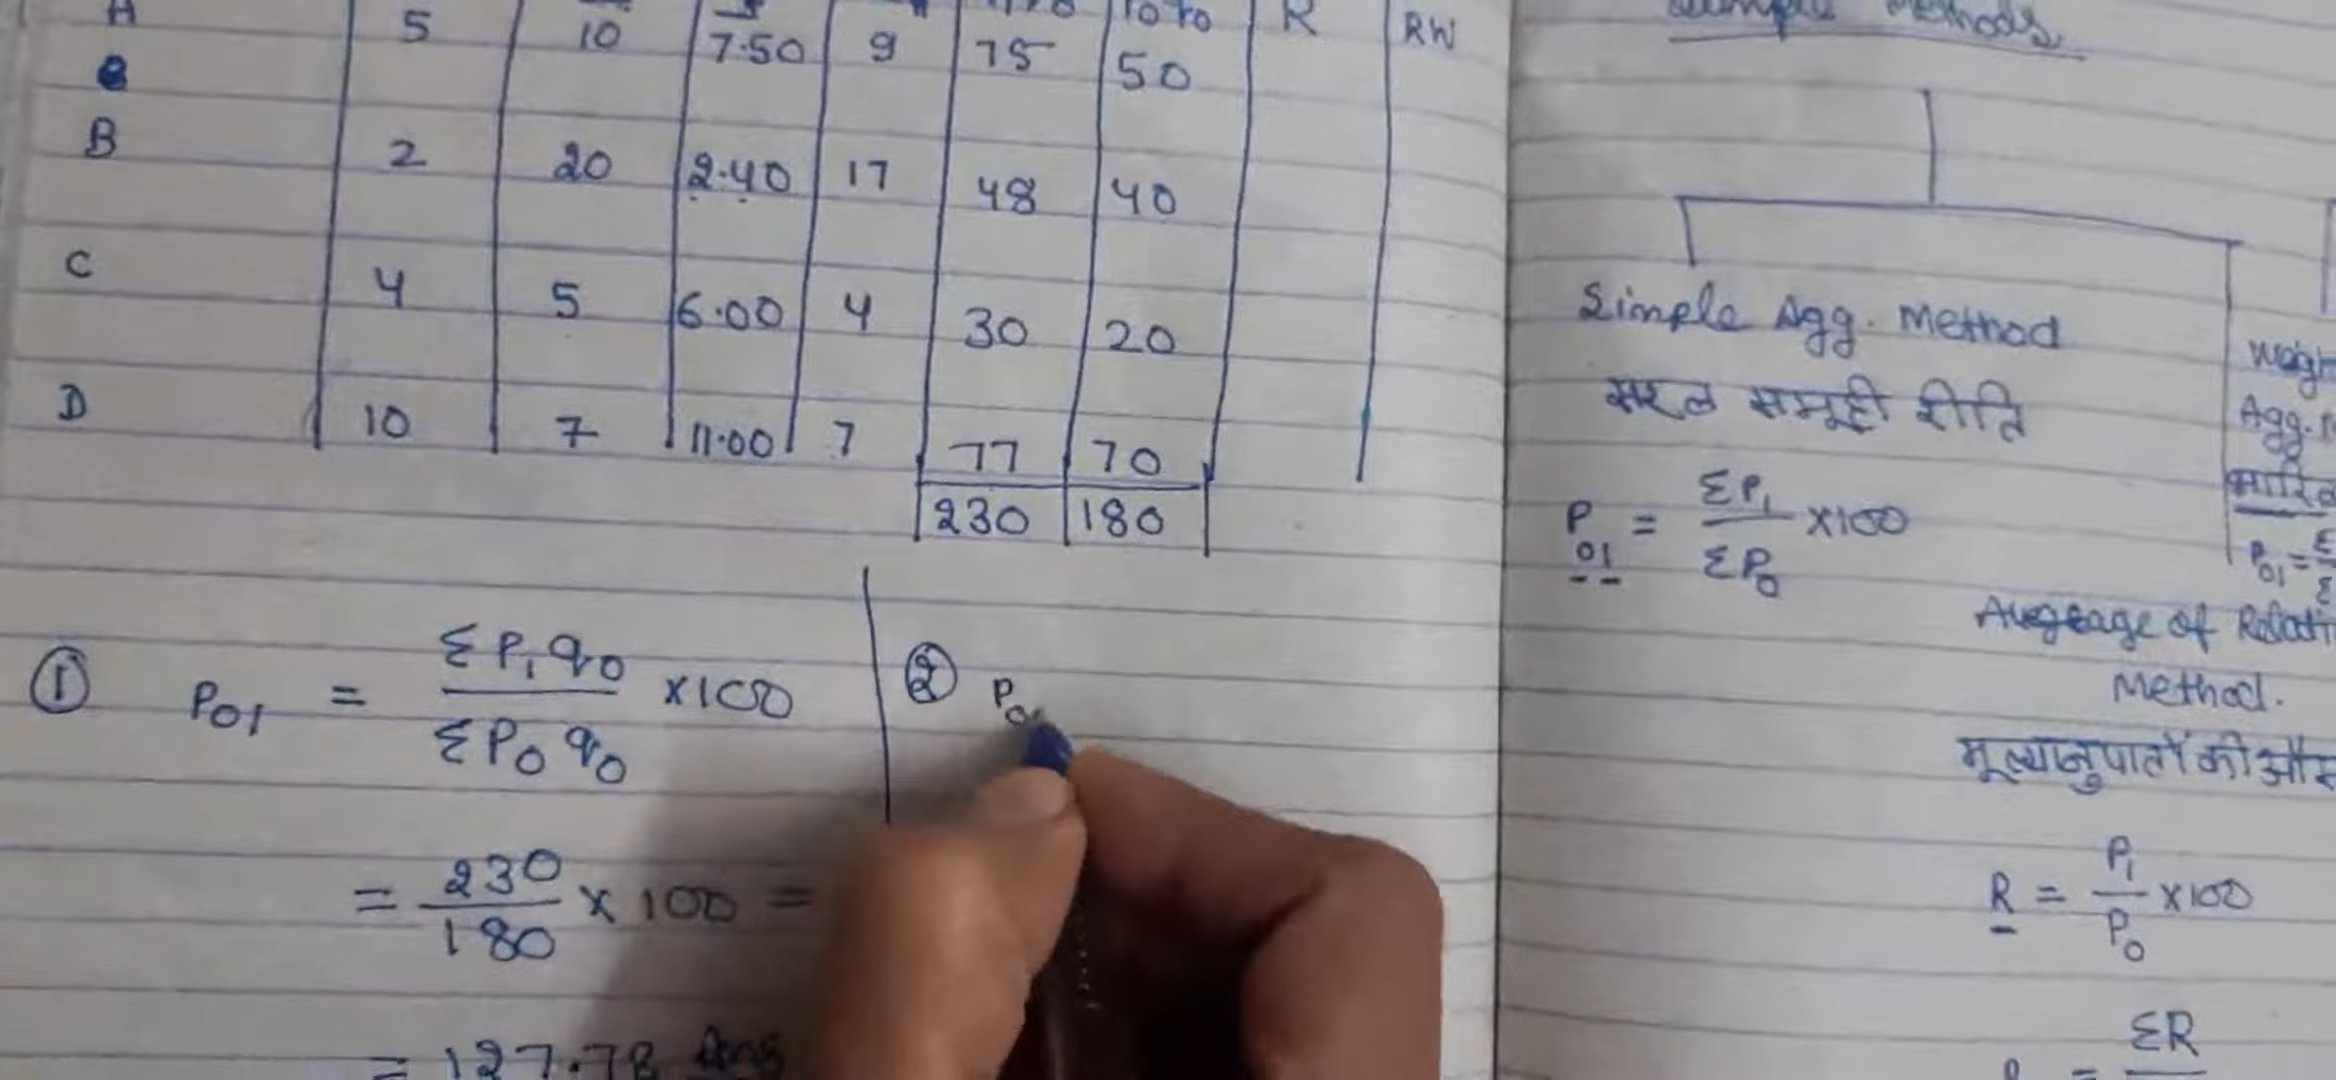 A 5 10 7.50 9 75 50 R RW
B 2 20 2.40 17 48 40
C 4 5 6.00 4 30 20
D 10 7 11.00 7 77 70
230 180
① P01 = ΣP1q0 / ΣP0q0 ×100
= 230 / 180 × 100 =
= 127.78 Ans
② P0
Methods
Simple Agg. Method
सरल समूही रीति
P01 = ΣP1 / ΣP0 ×100
Agg.
P01 =
Average of
Method.
R = P1 / P0 ×100
ΣR